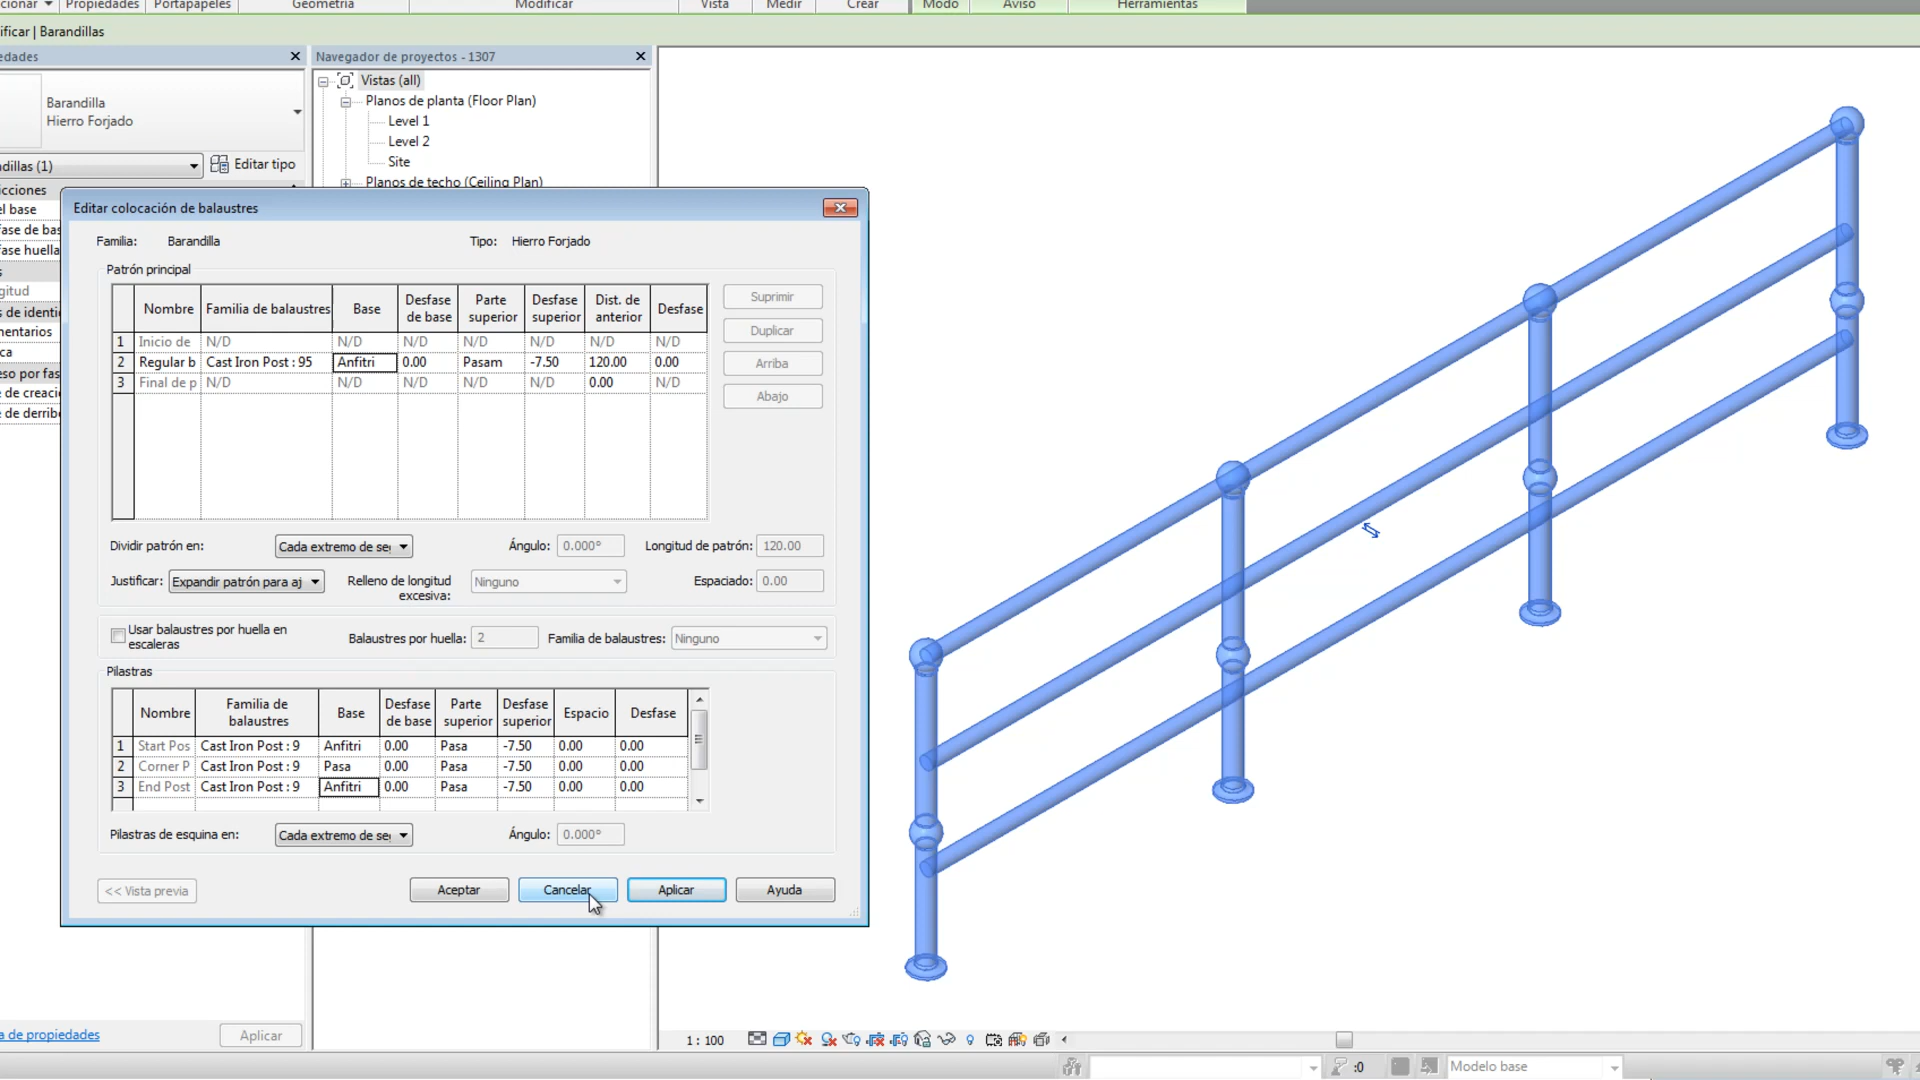 cionar Propiedades Portapapeles Geometría Modificar Vista Medir Crear Modo Aviso Herramientas
ificar | Barandillas
edades
Navegador de proyectos - 1307
Barandilla
Hierro Forjado
dillas (1)
Editar tipo
icciones
el base
fase de bas
fase huella
s
gitud
s de identi
mentarios
ca
eso por fas
e de creació
e de derribo
a de propiedades
Aplicar
Vistas (all)
Planos de planta (Floor Plan)
Level 1
Level 2
Site
Planos de techo (Ceiling Plan)
Editar colocación de balaustres
Familia: Barandilla
Tipo: Hierro Forjado
Patrón principal
Nombre Familia de balaustres Base Desfase de base Parte superior Desfase superior Dist. de anterior Desfase
1 Inicio de N/D N/D N/D N/D N/D N/D N/D
2 Regular b Cast Iron Post : 95 Anfitri 0.00 Pasam -7.50 120.00 0.00
3 Final de p N/D N/D N/D N/D N/D 0.00 N/D
Suprimir
Duplicar
Arriba
Abajo
Dividir patrón en: Cada extremo de se Ángulo: 0.000° Longitud de patrón: 120.00
Justificar: Expandir patrón para aj Relleno de longitud excesiva: Ninguno Espaciado: 0.00
Usar balaustres por huella en escaleras
Balaustres por huella: 2 Familia de balaustres: Ninguno
Pilastras
Nombre Familia de balaustres Base Desfase de base Parte superior Desfase superior Espacio Desfase
1 Start Pos Cast Iron Post : 9 Anfitri 0.00 Pasa -7.50 0.00 0.00
2 Corner P Cast Iron Post : 9 Pasa 0.00 Pasa -7.50 0.00 0.00
3 End Post Cast Iron Post : 9 Anfitri 0.00 Pasa -7.50 0.00 0.00
Pilastras de esquina en: Cada extremo de se Ángulo: 0.000°
<< Vista previa
Aceptar
Cancelar
Aplicar
Ayuda
1 : 100
:0
Modelo base